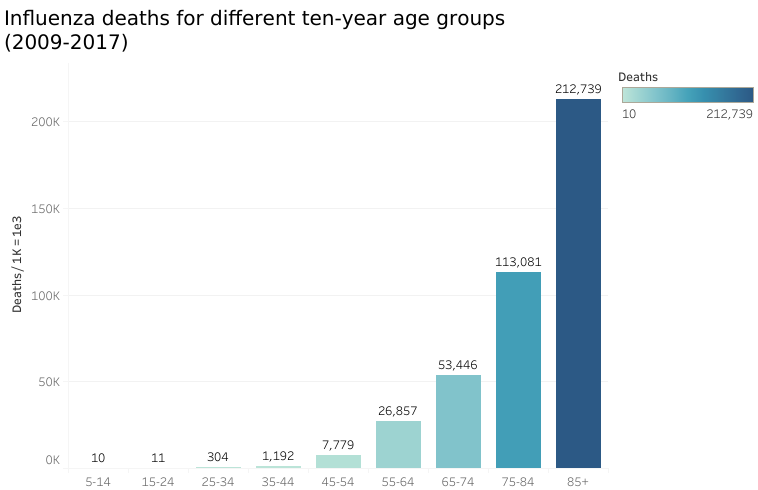 Influenza deaths for different ten-year age groups
(2009-2017)
Deaths
10 212,739
Deaths / 1K = 1e3
200K
150K
100K
50K
0K
10
11
304
1,192
7,779
26,857
53,446
113,081
212,739
5-14 15-24 25-34 35-44 45-54 55-64 65-74 75-84 85+